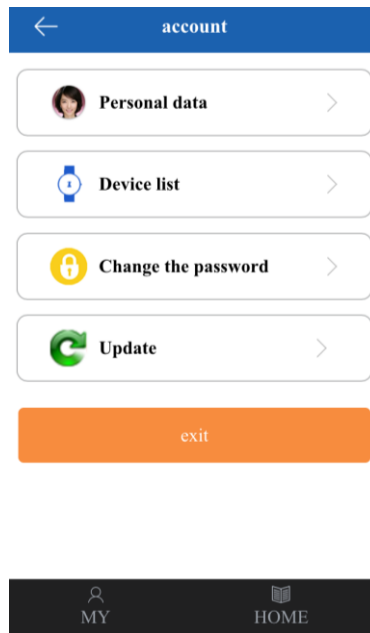 account
Personal data
Device list
Change the password
Update
exit
MY
HOME